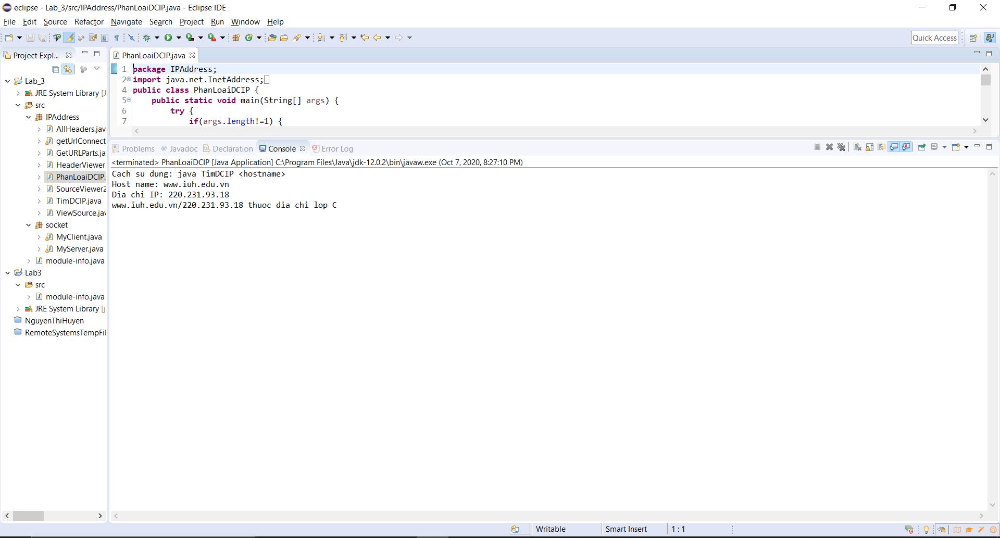 eclipse - Lab_3/src/IPAddress/PhanLoaiDCIP.java - Eclipse IDE
File Edit Source Refactor Navigate Search Project Run Window Help
Quick Access
Project Expl...
Lab_3
JRE System Library [J
src
IPAddress
AllHeaders.jav
getUrlConnect
GetURLParts.ja
HeaderViewer
PhanLoaiDCIP.
SourceViewer2
TimDCIP.java
ViewSource.jav
socket
MyClient.java
MyServer.java
module-info.java
Lab3
src
module-info.java
JRE System Library [j
NguyenThiHuyen
RemoteSystemsTempFil
PhanLoaiDCIP.java
1 package IPAddress;
2 import java.net.InetAddress;
4 public class PhanLoaiDCIP {
5 public static void main(String[] args) {
6 try {
7 if(args.length!=1) {
Problems @ Javadoc Declaration Console Error Log
<terminated> PhanLoaiDCIP [Java Application] C:\Program Files\Java\jdk-12.0.2\bin\javaw.exe (Oct 7, 2020, 8:27:10 PM)
Cach su dung: java TimDCIP <hostname>
Host name: www.iuh.edu.vn
Dia chi IP: 220.231.93.18
www.iuh.edu.vn/220.231.93.18 thuoc dia chi lop C
Writable Smart Insert 1 : 1